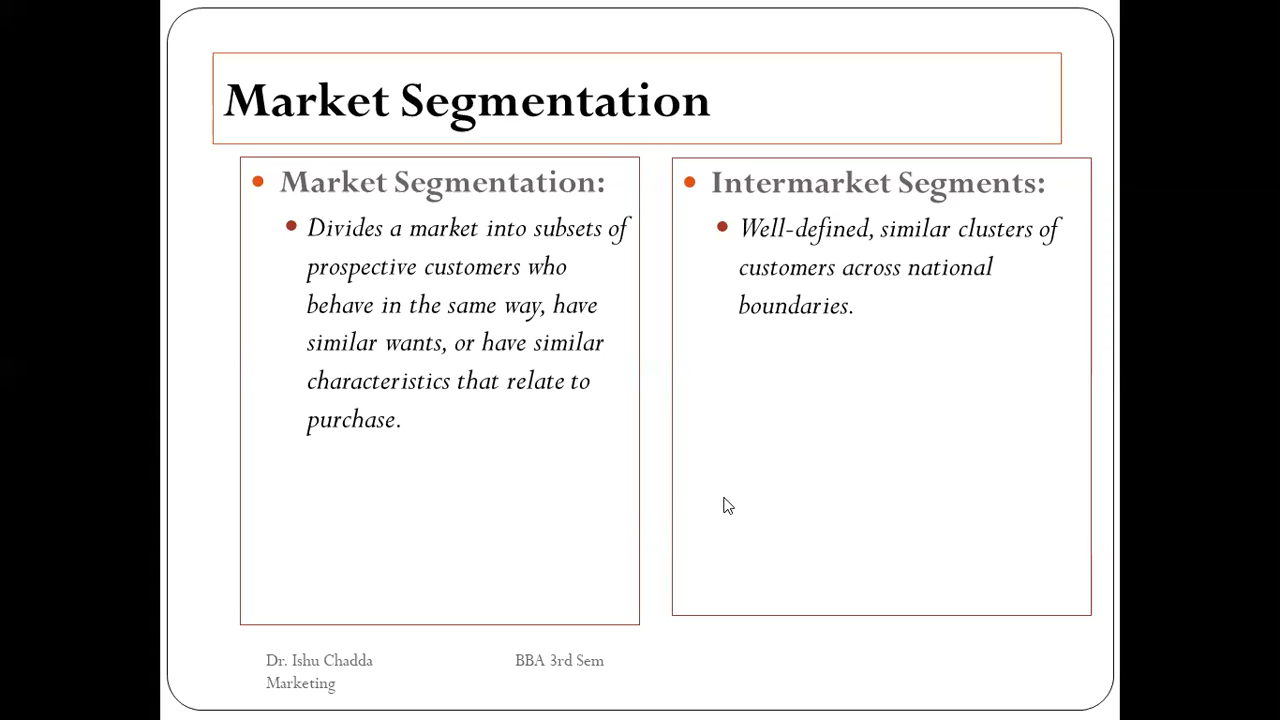 Market Segmentation
Market Segmentation:
Divides a market into subsets of
prospective customers who
behave in the same way, have
similar wants, or have similar
characteristics that relate to
purchase.
Intermarket Segments:
Well-defined, similar clusters of
customers across national
boundaries.
Dr. Ishu Chadda
Marketing
BBA 3rd Sem